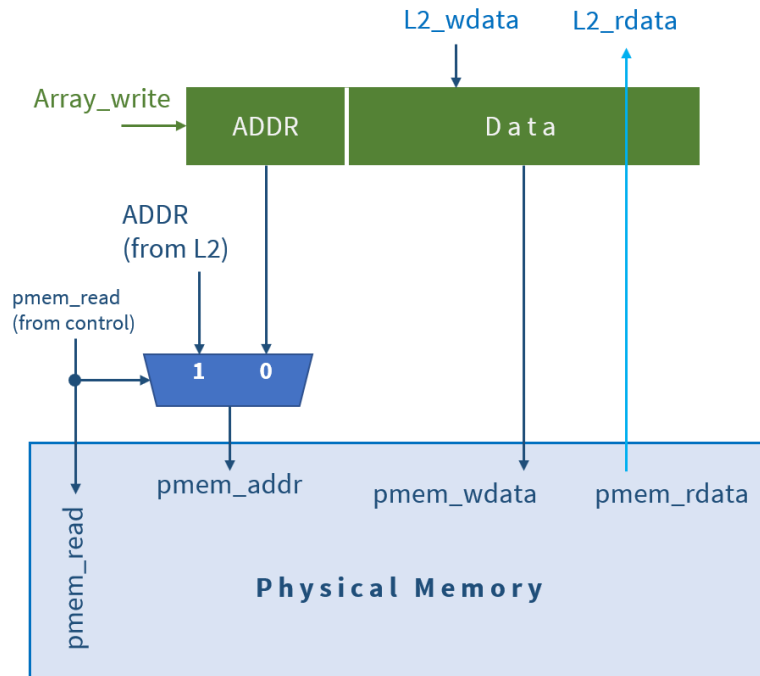 L2_wdata
L2_rdata
Array_write
ADDR
Data
ADDR
(from L2)
pmem_read
(from control)
1
0
pmem_addr
pmem_wdata
pmem_rdata
pmem_read
Physical Memory